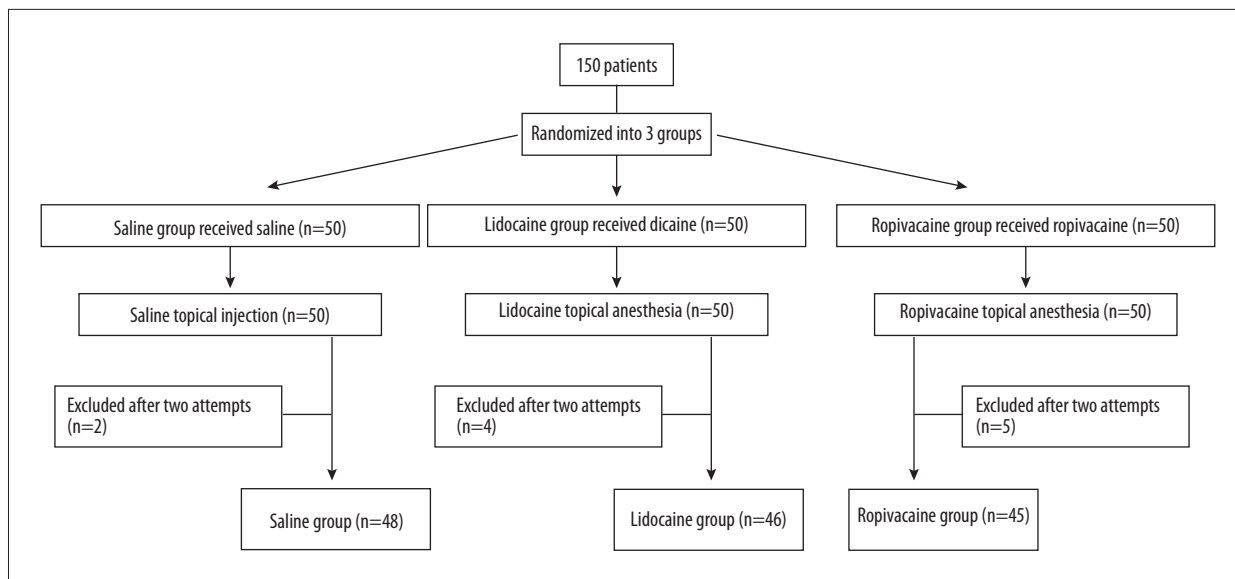 150 patients
Randomized into 3 groups
Saline group received saline (n=50)
Lidocaine group received dicaine (n=50)
Ropivacaine group received ropivacaine (n=50)
Saline topical injection (n=50)
Lidocaine topical anesthesia (n=50)
Ropivacaine topical anesthesia (n=50)
Excluded after two attempts
(n=2)
Excluded after two attempts
(n=4)
Excluded after two attempts
(n=5)
Saline group (n=48)
Lidocaine group (n=46)
Ropivacaine group (n=45)